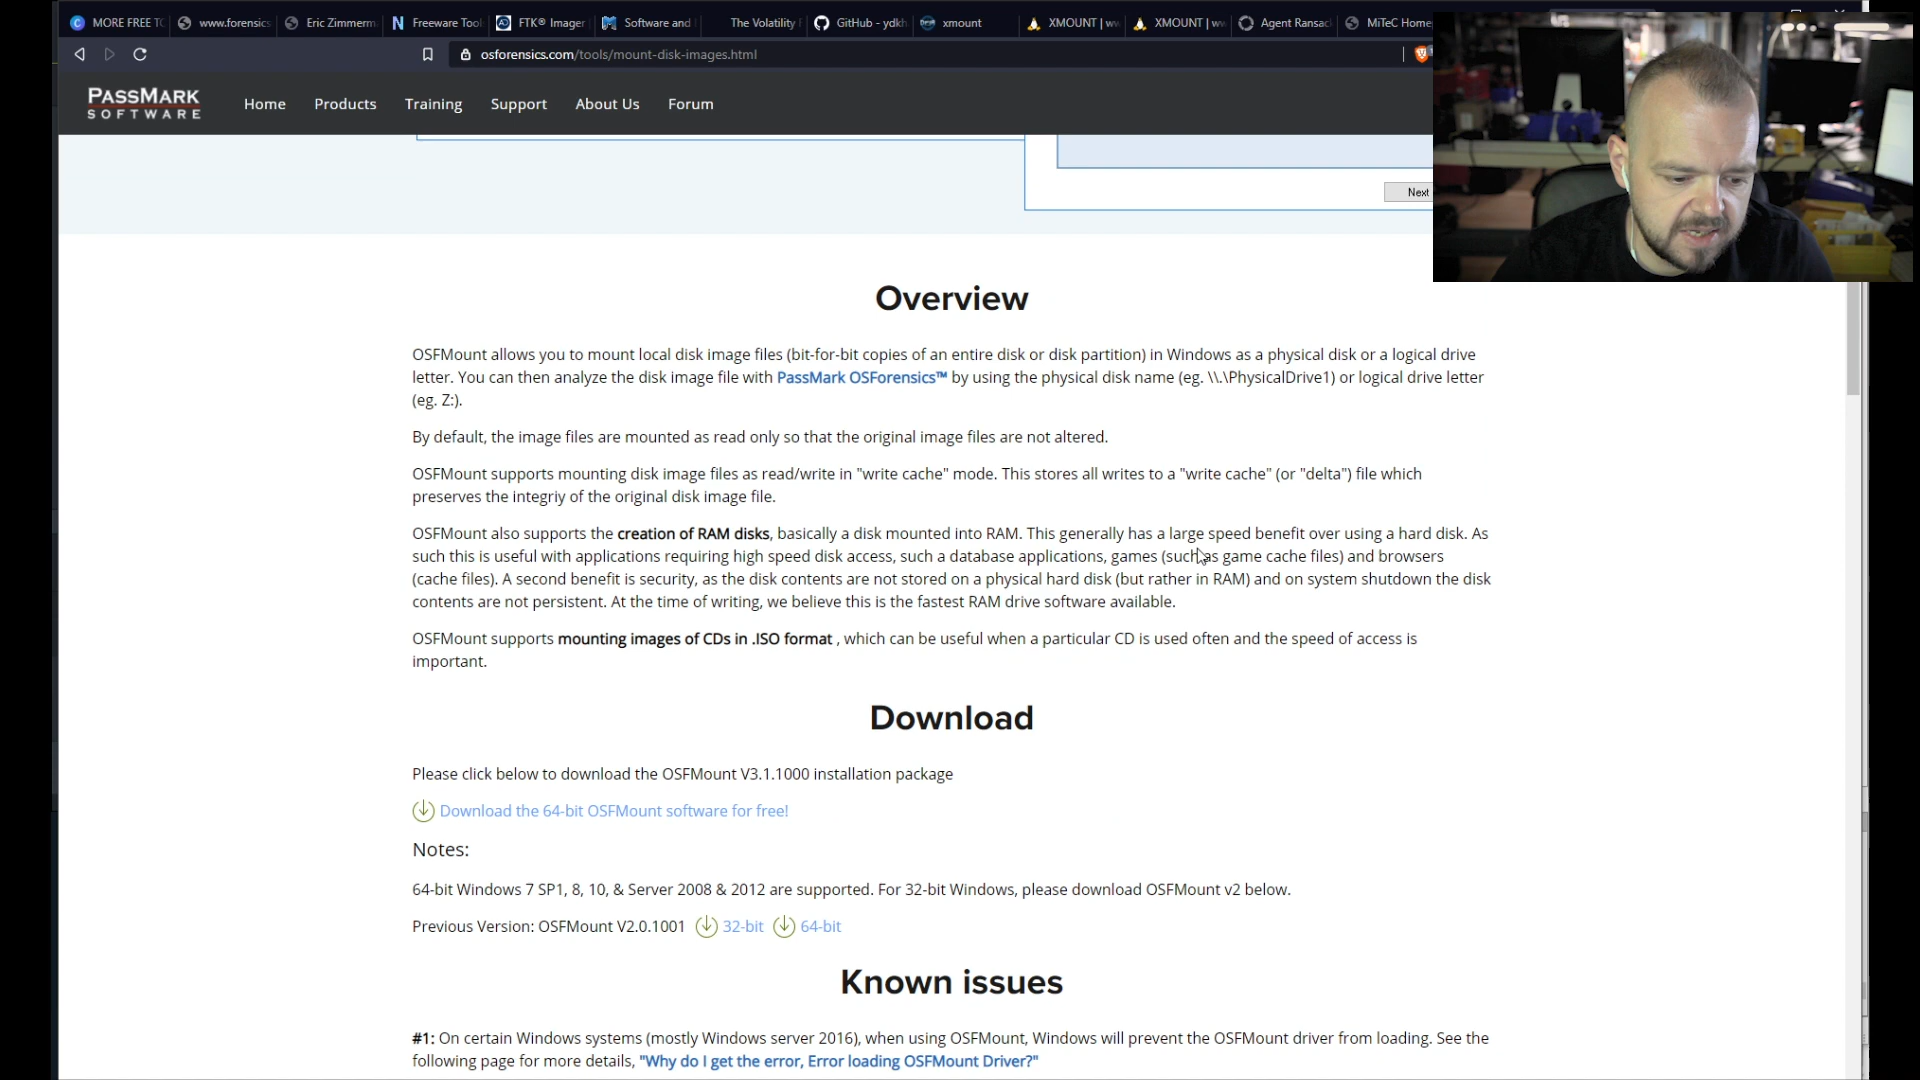 MORE FREE TO
www.forensics
Eric Zimmerm
Freeware Tool
FTK® Imager
Software and
The Volatility F
GitHub - ydkh
xmount
XMOUNT | ww
XMOUNT | ww
Agent Ransac
MiTeC Home
osforensics.com/tools/mount-disk-images.html
PASSMARK
SOFTWARE
Home Products Training Support About Us Forum
Next
Overview
OSFMount allows you to mount local disk image files (bit-for-bit copies of an entire disk or disk partition) in Windows as a physical disk or a logical drive
letter. You can then analyze the disk image file with PassMark OSForensics™ by using the physical disk name (eg. \\.\PhysicalDrive1) or logical drive letter
(eg. Z:).
By default, the image files are mounted as read only so that the original image files are not altered.
OSFMount supports mounting disk image files as read/write in "write cache" mode. This stores all writes to a "write cache" (or "delta") file which
preserves the integriy of the original disk image file.
OSFMount also supports the creation of RAM disks, basically a disk mounted into RAM. This generally has a large speed benefit over using a hard disk. As
such this is useful with applications requiring high speed disk access, such a database applications, games (such as game cache files) and browsers
(cache files). A second benefit is security, as the disk contents are not stored on a physical hard disk (but rather in RAM) and on system shutdown the disk
contents are not persistent. At the time of writing, we believe this is the fastest RAM drive software available.
OSFMount supports mounting images of CDs in .ISO format , which can be useful when a particular CD is used often and the speed of access is
important.
Download
Please click below to download the OSFMount V3.1.1000 installation package
Download the 64-bit OSFMount software for free!
Notes:
64-bit Windows 7 SP1, 8, 10, & Server 2008 & 2012 are supported. For 32-bit Windows, please download OSFMount v2 below.
Previous Version: OSFMount V2.0.1001 32-bit 64-bit
Known issues
#1: On certain Windows systems (mostly Windows server 2016), when using OSFMount, Windows will prevent the OSFMount driver from loading. See the
following page for more details, "Why do I get the error, Error loading OSFMount Driver?"